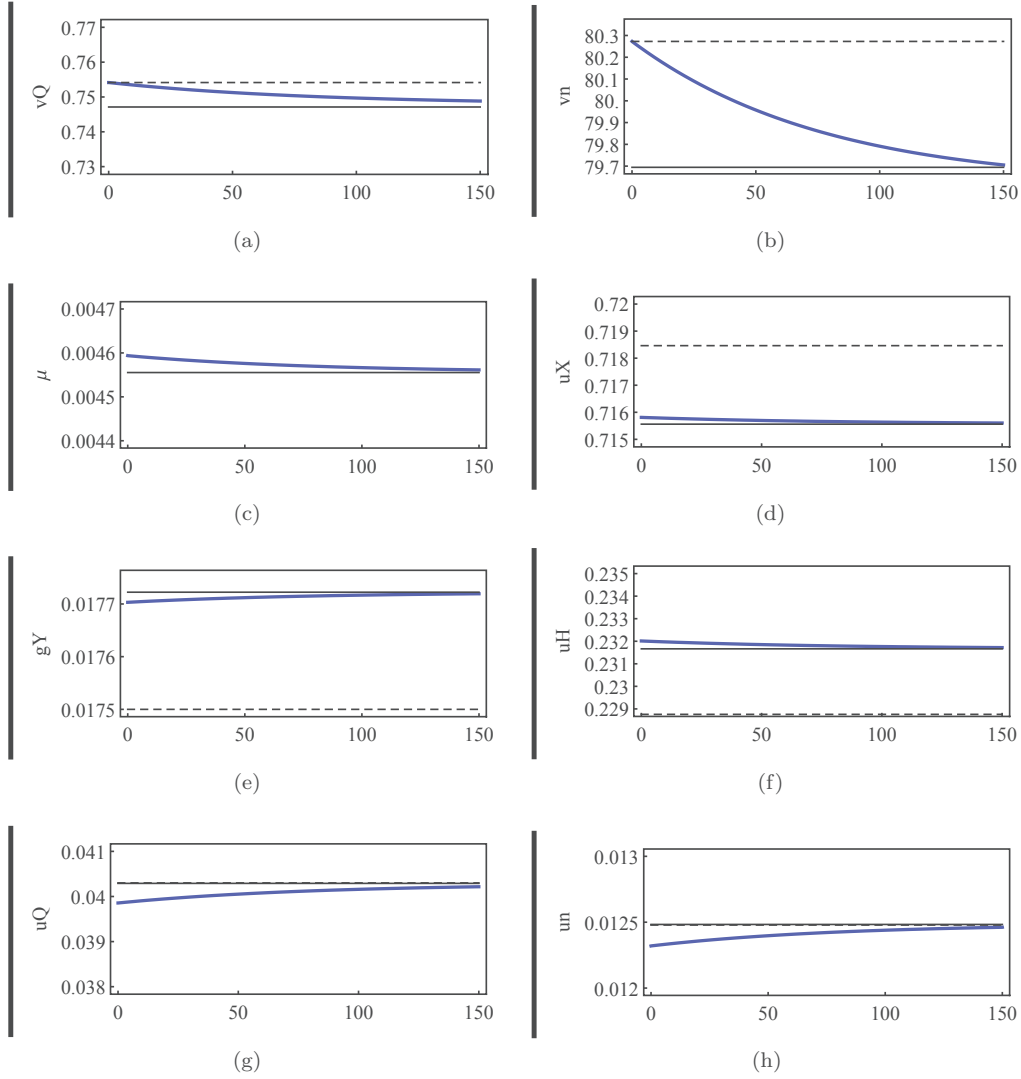 0.77
0.76
0.75
0.74
0.73
vQ
0 50 100 150
(a)
80.3
80.2
80.1
80.
79.9
79.8
79.7
vn
0 50 100 150
(b)
0.0047
0.0046
0.0045
0.0044
μ
0 50 100 150
(c)
0.72
0.719
0.718
0.717
0.716
0.715
uX
0 50 100 150
(d)
0.0177
0.0176
0.0175
gY
0 50 100 150
(e)
0.235
0.234
0.233
0.232
0.231
0.23
0.229
uH
0 50 100 150
(f)
0.041
0.04
0.039
0.038
uQ
0 50 100 150
(g)
0.013
0.0125
0.012
un
0 50 100 150
(h)